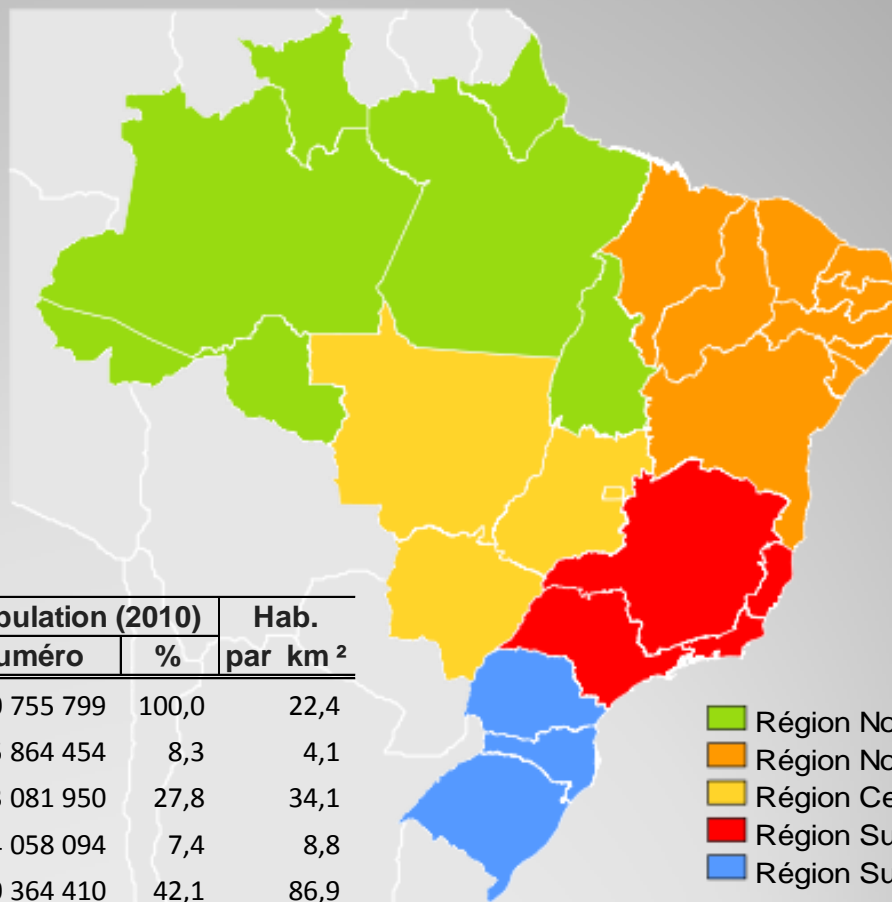 pulation (2010) Hab.
uméro % par km ²
755 799 100,0 22,4
864 454 8,3 4,1
081 950 27,8 34,1
058 094 7,4 8,8
364 410 42,1 86,9
Région No
Région No
Région Ce
Région Su
Région Su